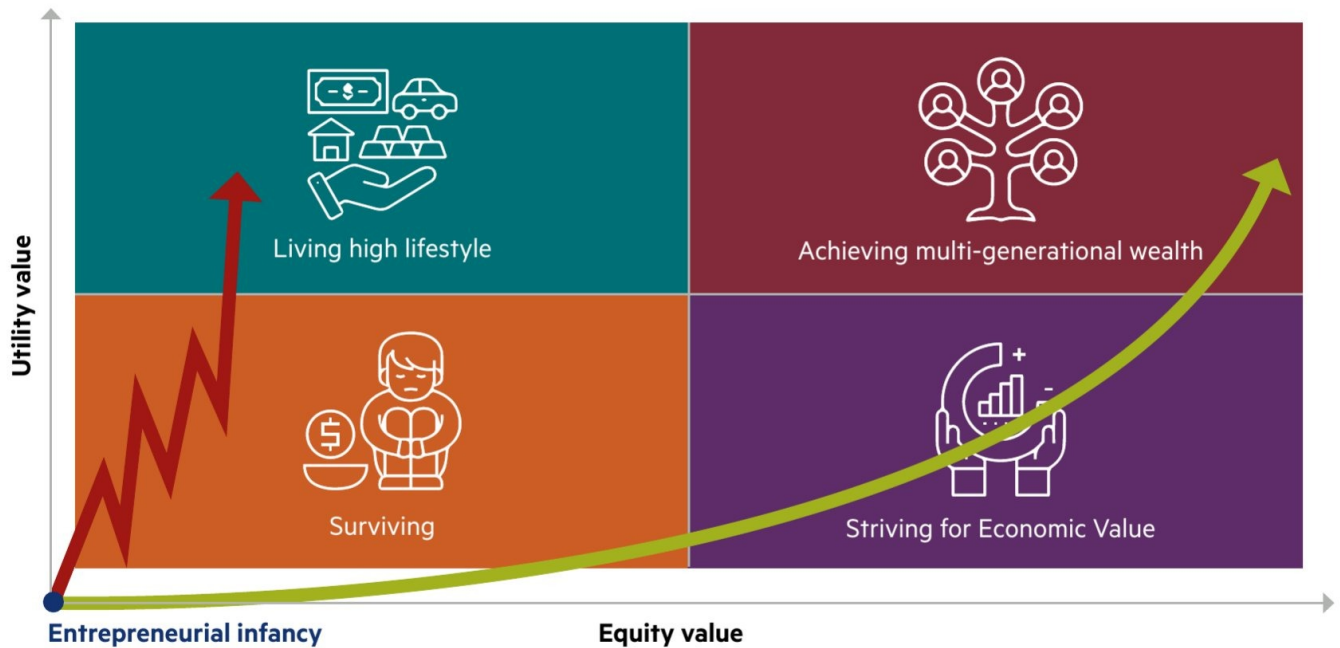 Utility value
- $ -
Living high lifestyle
Achieving multi-generational wealth
$
Surviving
+
-
Striving for Economic Value
Entrepreneurial infancy
Equity value